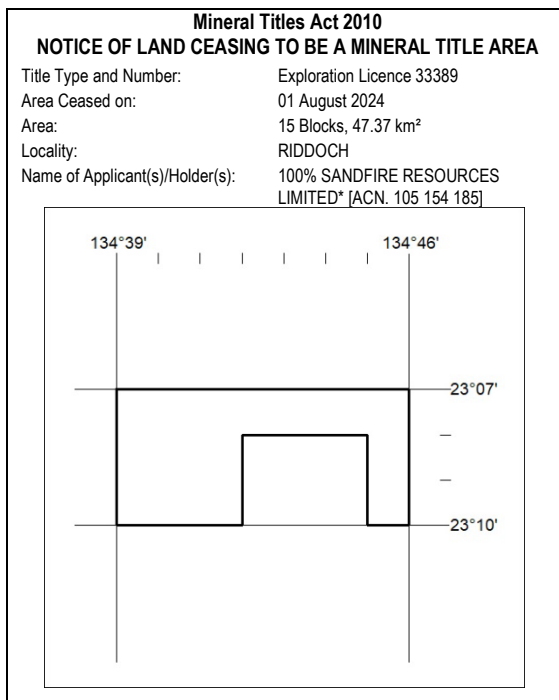 Mineral Titles Act 2010
NOTICE OF LAND CEASING TO BE A MINERAL TITLE AREA
Title Type and Number: Exploration Licence 33389
Area Ceased on: 01 August 2024
Area: 15 Blocks, 47.37 km²
Locality: RIDDOCH
Name of Applicant(s)/Holder(s): 100% SANDFIRE RESOURCES
LIMITED* [ACN. 105 154 185]
134°39' 134°46'
23°07'
23°10'